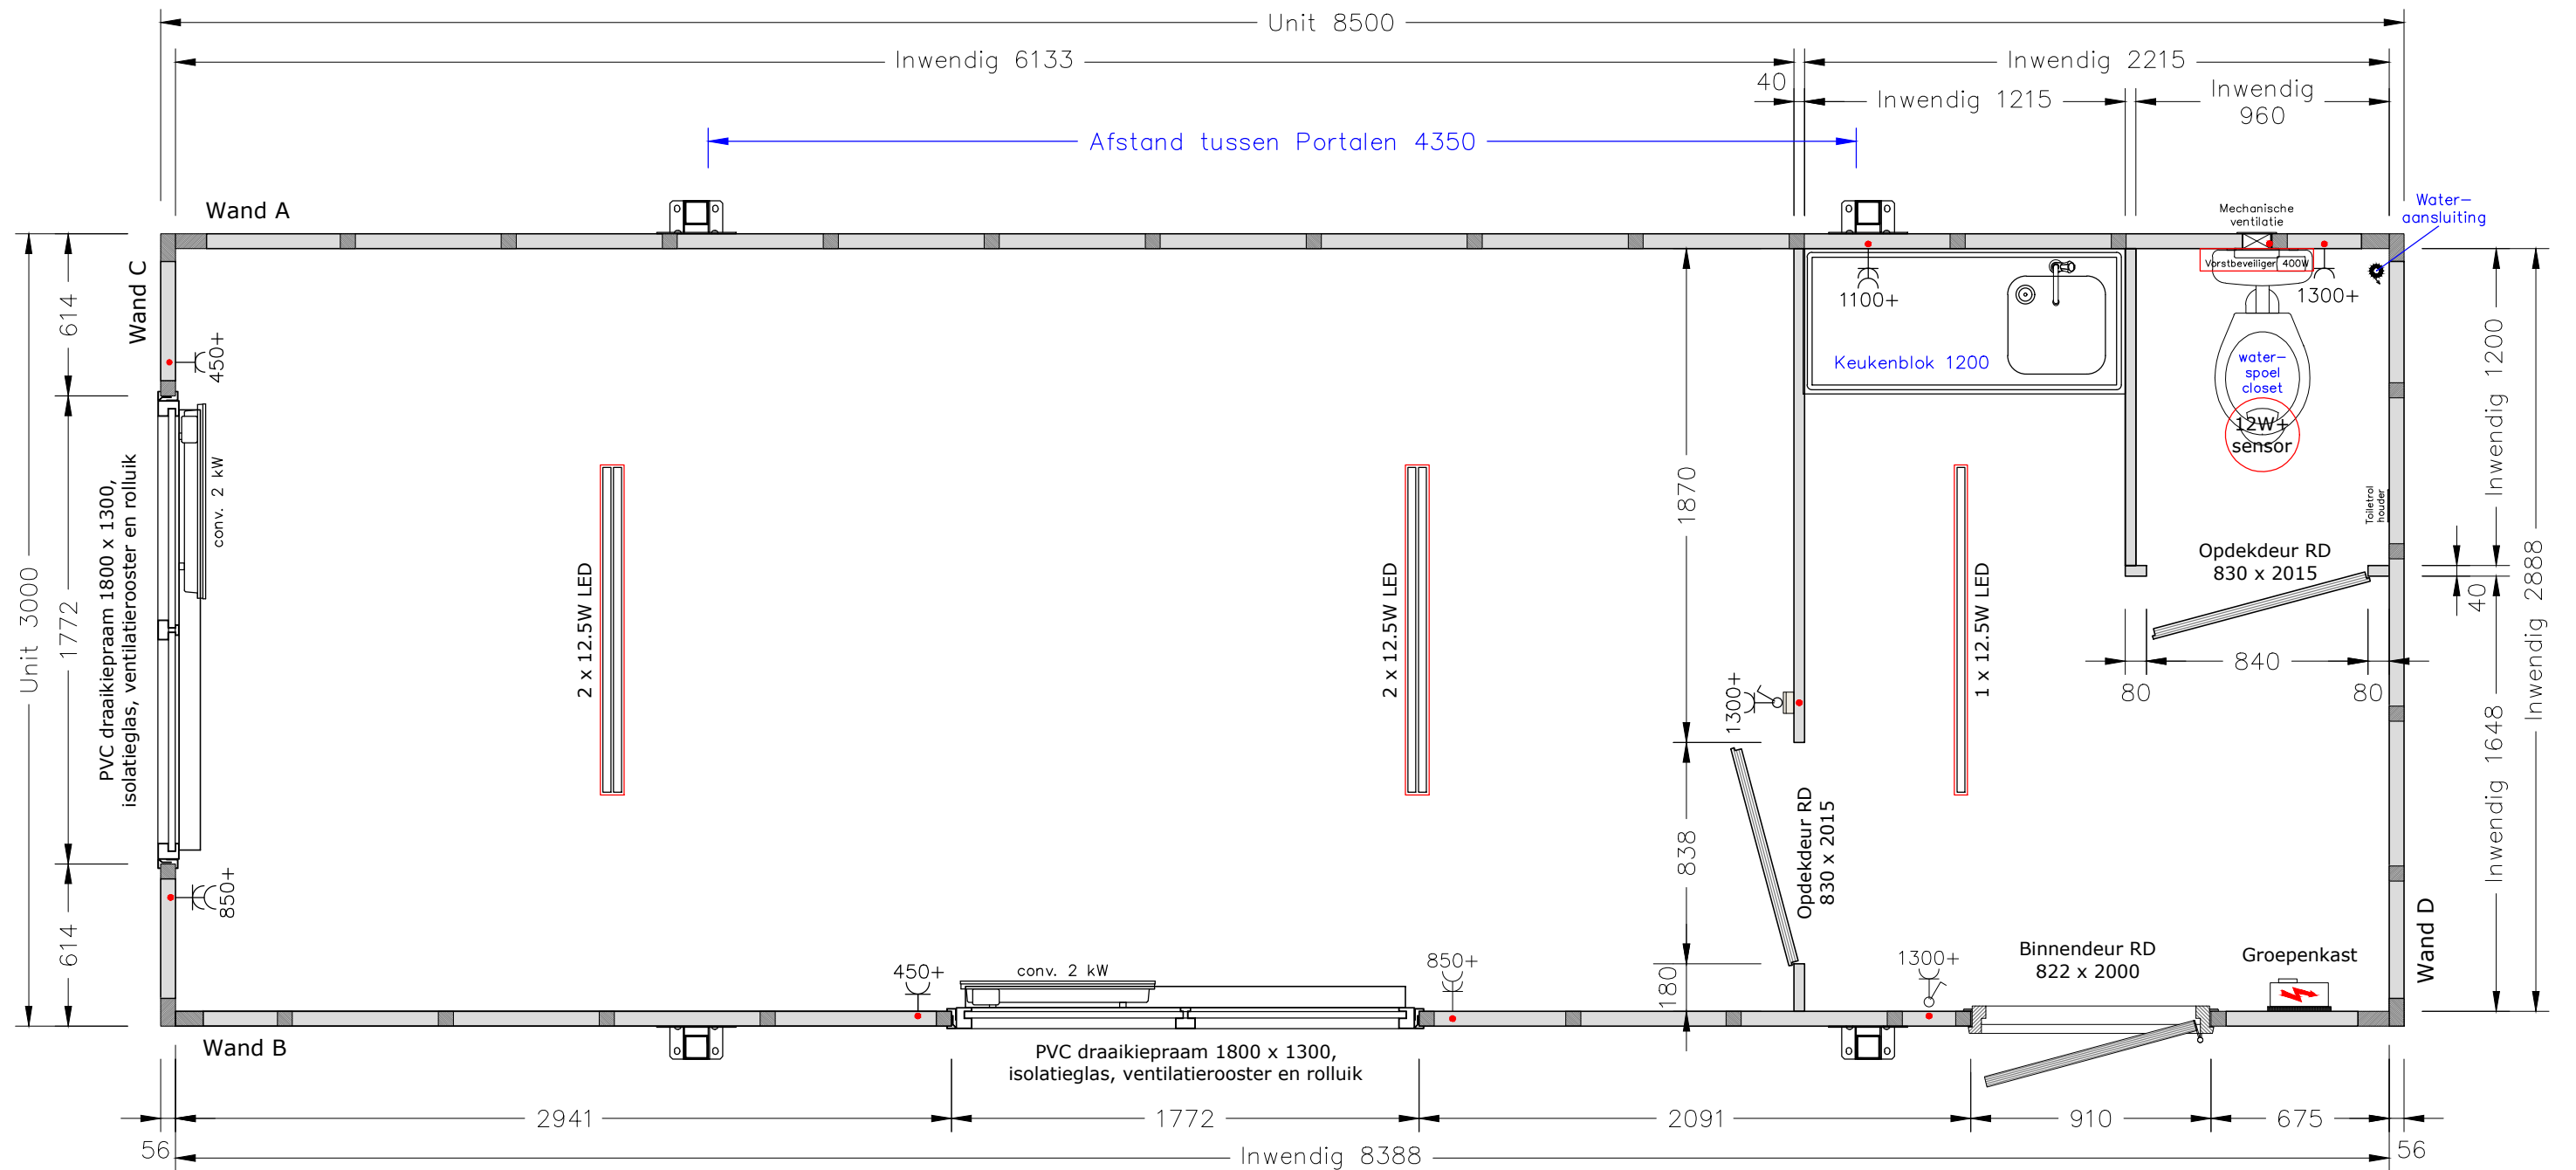 Unit 8500
Inwendig 6133
Inwendig 2215
40
Inwendig 1215
Inwendig
960
Afstand tussen Portalen 4350
Wand A
Mechanische
ventilatie
Water-
aansluiting
Wand C
614
1772
614
Unit 3000
450+
PVC draaikiepraam 1800 x 1300,
isolatieglas, ventilatierooster en rolluik
conv. 2 kW
850+
2 x 12.5W LED
2 x 12.5W LED
1 x 12.5W LED
1870
838
180
1300+
Opdekdeur RD
830 x 2015
1100+
Keukenblok 1200
Vorstbeveiliger 400W
1300+
water-
spoel
closet
12W+
sensor
Toiletrol
houder
Opdekdeur RD
830 x 2015
840
80
80
Inwendig 1200
40
Inwendig 1648
Inwendig 2888
Wand D
Groepenkast
Binnendeur RD
822 x 2000
1300+
850+
conv. 2 kW
450+
Wand B
PVC draaikiepraam 1800 x 1300,
isolatieglas, ventilatierooster en rolluik
2941
1772
2091
910
675
56
Inwendig 8388
56